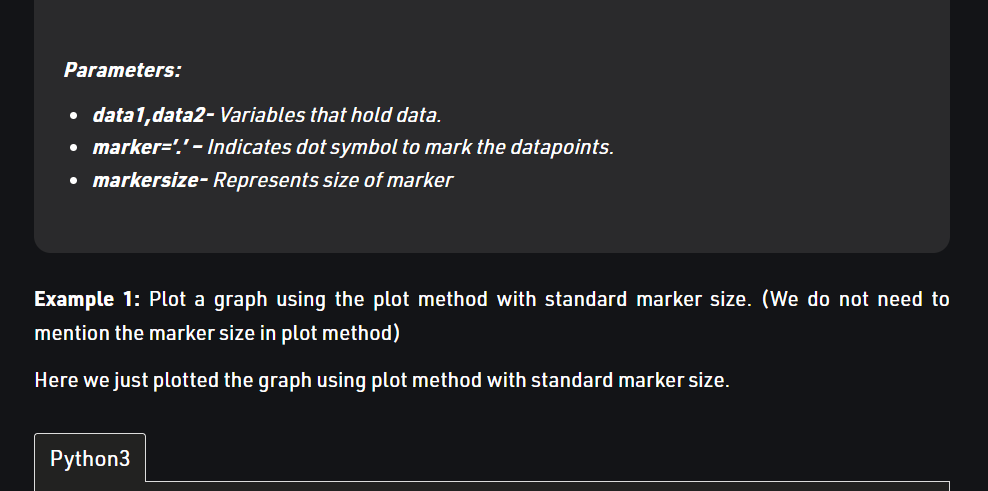 Parameters:
• data1,data2- Variables that hold data.
• marker='.' – Indicates dot symbol to mark the datapoints.
• markersize- Represents size of marker
Example 1: Plot a graph using the plot method with standard marker size. (We do not need to
mention the marker size in plot method)
Here we just plotted the graph using plot method with standard marker size.
Python3